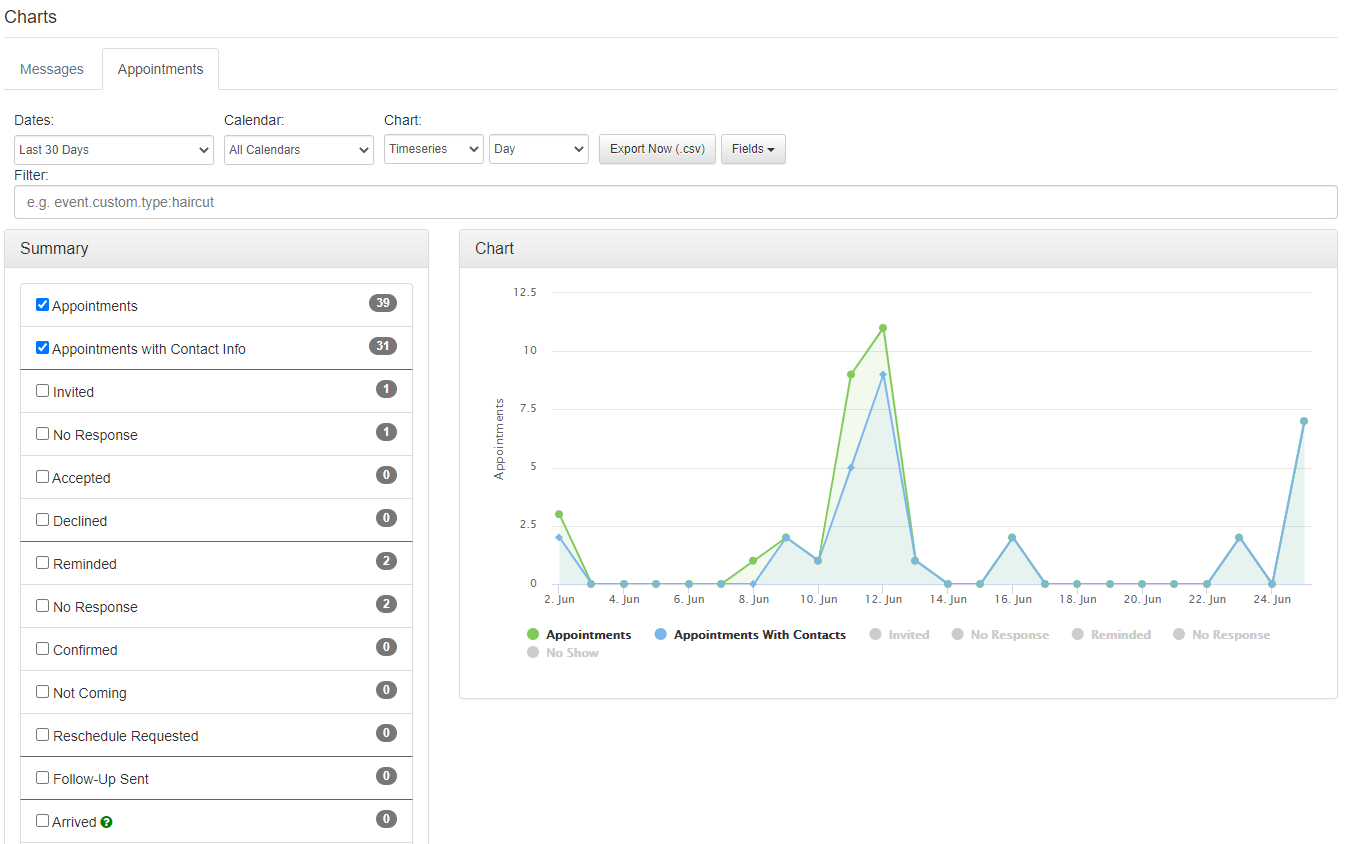 Charts
Messages Appointments
Dates: Calendar: Chart:
Last 30 Days All Calendars Timeseries Day Export Now (.csv) Fields
Filter:
e.g. event.custom.type:haircut
Summary
Appointments 39
Appointments with Contact Info 31
Invited 1
No Response 1
Accepted 0
Declined 0
Reminded 2
No Response 2
Confirmed 0
Not Coming 0
Reschedule Requested 0
Follow-Up Sent 0
Arrived ? 0
Chart
12.5
10
7.5
5
2.5
0
Appointments
2. Jun 4. Jun 6. Jun 8. Jun 10. Jun 12. Jun 14. Jun 16. Jun 18. Jun 20. Jun 22. Jun 24. Jun
Appointments Appointments With Contacts Invited No Response Reminded No Response
No Show